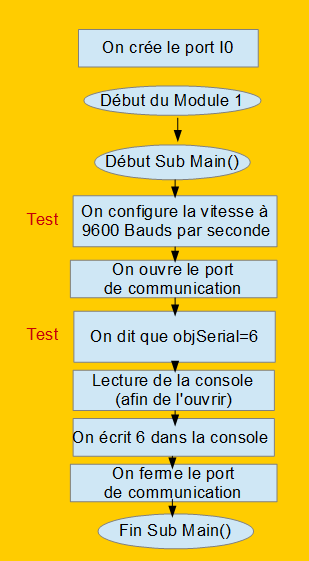 On crée le port I0
Début du Module 1
Début Sub Main()
Test
On configure la vitesse à
9600 Bauds par seconde
On ouvre le port
de communication
Test
On dit que objSerial=6
Lecture de la console
(afin de l'ouvrir)
On écrit 6 dans la console
On ferme le port
de communication
Fin Sub Main()